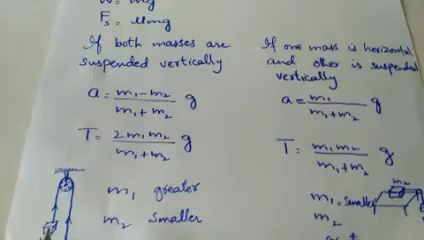 W = mg
Fs = μmg
If both masses are
suspended vertically
a = m1 - m2 / m1 + m2 g
T = 2m1m2 / m1 + m2 g
m1 greater
m2 smaller
If one mass is horizontal
and other is suspended
vertically
a = m1 / m1 + m2 g
T = m1m2 / m1 + m2 g
m1 = smaller
m2
m2